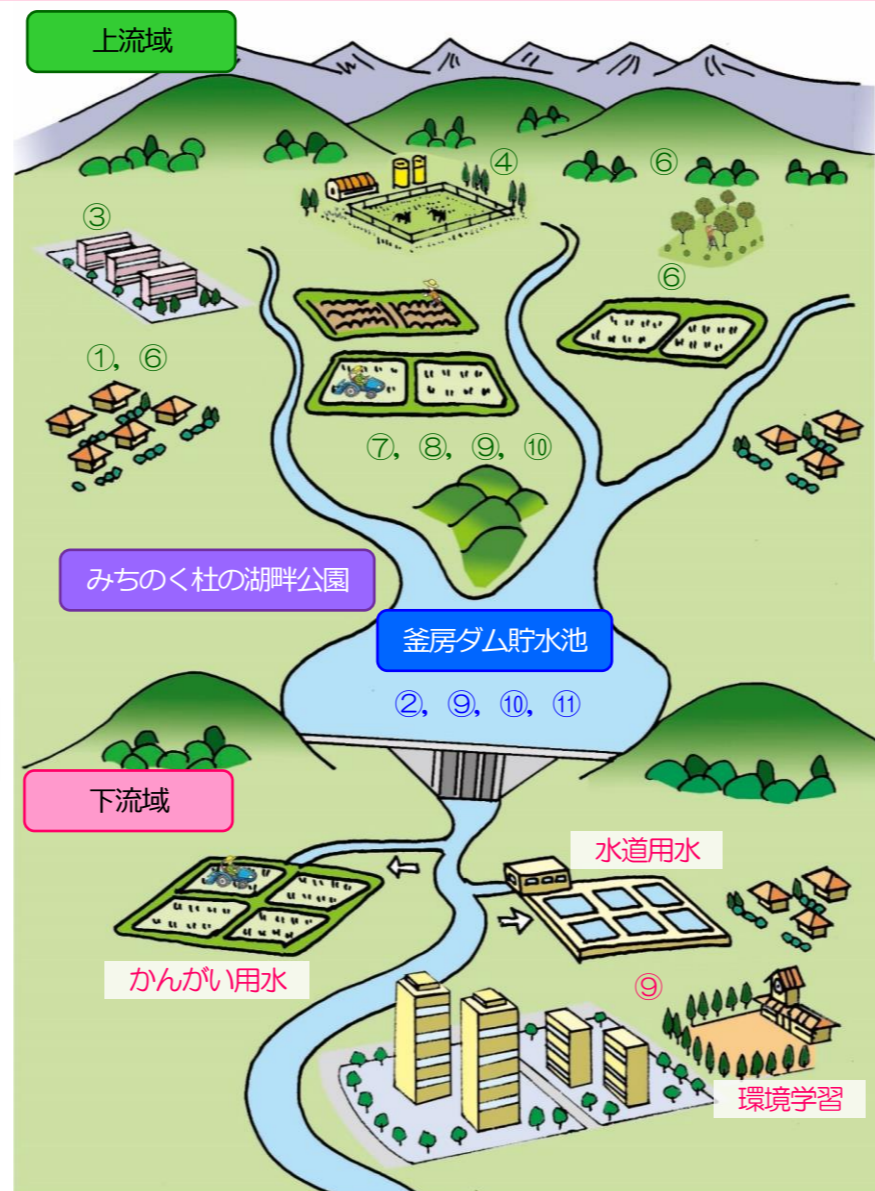 上流域
④
⑥
③
⑥
①, ⑥
⑦, ⑧, ⑨, ⑩
みちのく杜の湖畔公園
釜房ダム貯水池
②, ⑨, ⑩, ⑪
下流域
水道用水
かんがい用水
⑨
環境学習